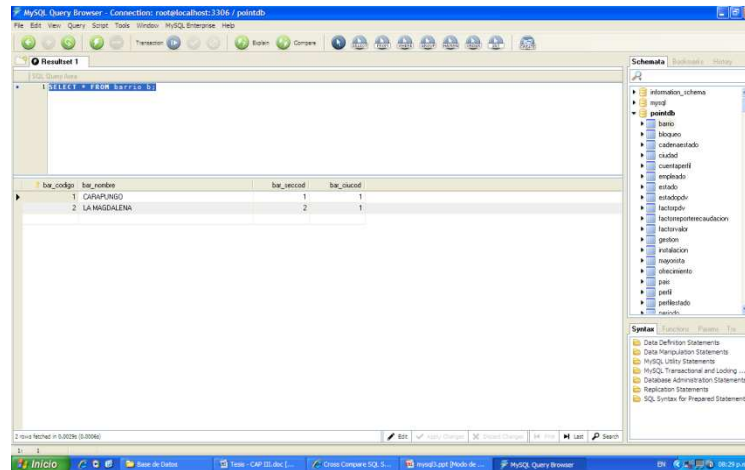 MySQL Query Browser - Connection: root@localhost:3306 / pointdb
File Edit View Query Script Tools Window MySQL Enterprise Help
Transaction Explain Compare
Resultset 1
SQL Query Area
1 SELECT * FROM barrio b;
bar_codigo bar_nombre bar_seccod bar_ciucod
1 CARAPUNGO 1 1
2 LA MAGDALENA 2 1
2 rows fetched in 0.0029s (0.0006s)
Edit Apply Changes Discard Changes First Last Search
1: 1
Schemata Bookmarks History
information_schema
mysql
pointdb
barrio
bloqueo
cadenaestado
ciudad
cuentaperfil
empleado
estado
estadopdv
factorpdv
factorreporterecaudacion
factorvalor
gestion
instalacion
mayorista
ofrecimiento
pais
perfil
perfilestado
periodo
Syntax Functions Params Trx
Data Definition Statements
Data Manipulation Statements
MySQL Utility Statements
MySQL Transactional and Locking ...
Database Administration Statements
Replication Statements
SQL Syntax for Prepared Statements
Inicio Base de Datos Tesis - CAP III.doc [... Cross Compare SQL S... mysql3.ppt [Modo de ... MySQL Query Browser EN 08:29 p.m.